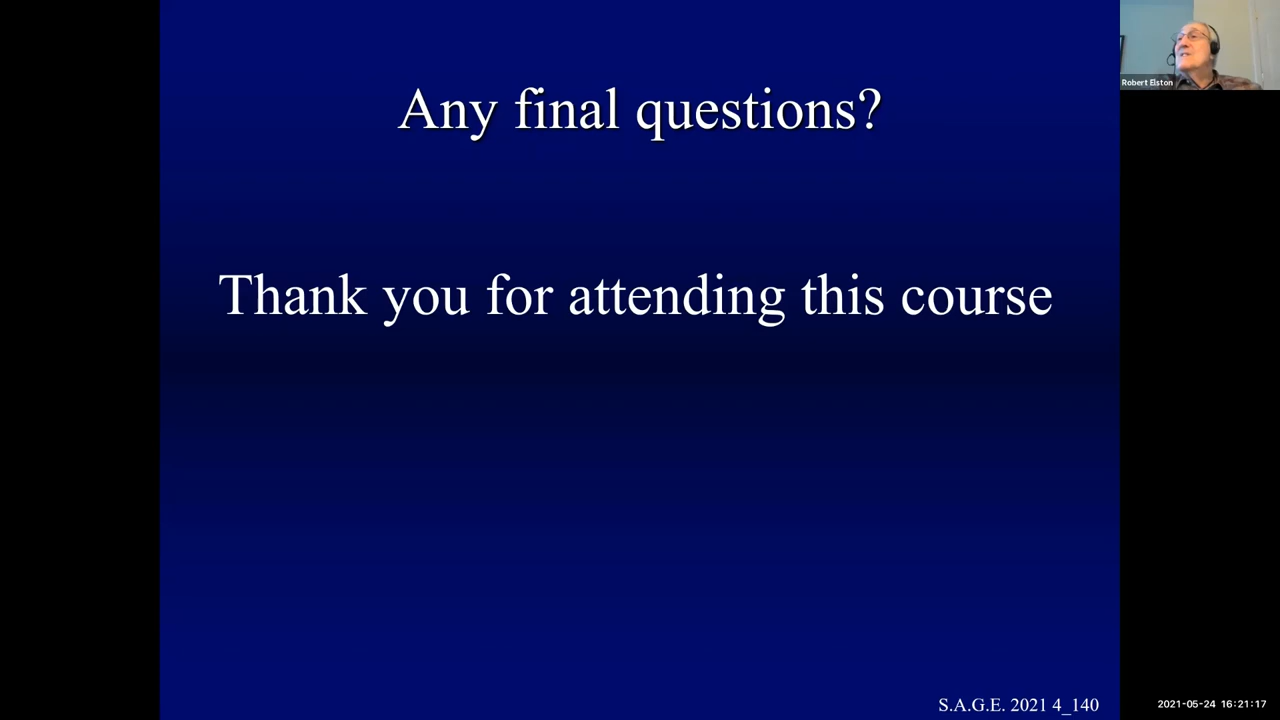 Any final questions?
Robert Elston
Thank you for attending this course
S.A.G.E. 2021 4_140
2021-05-24 16:21:17